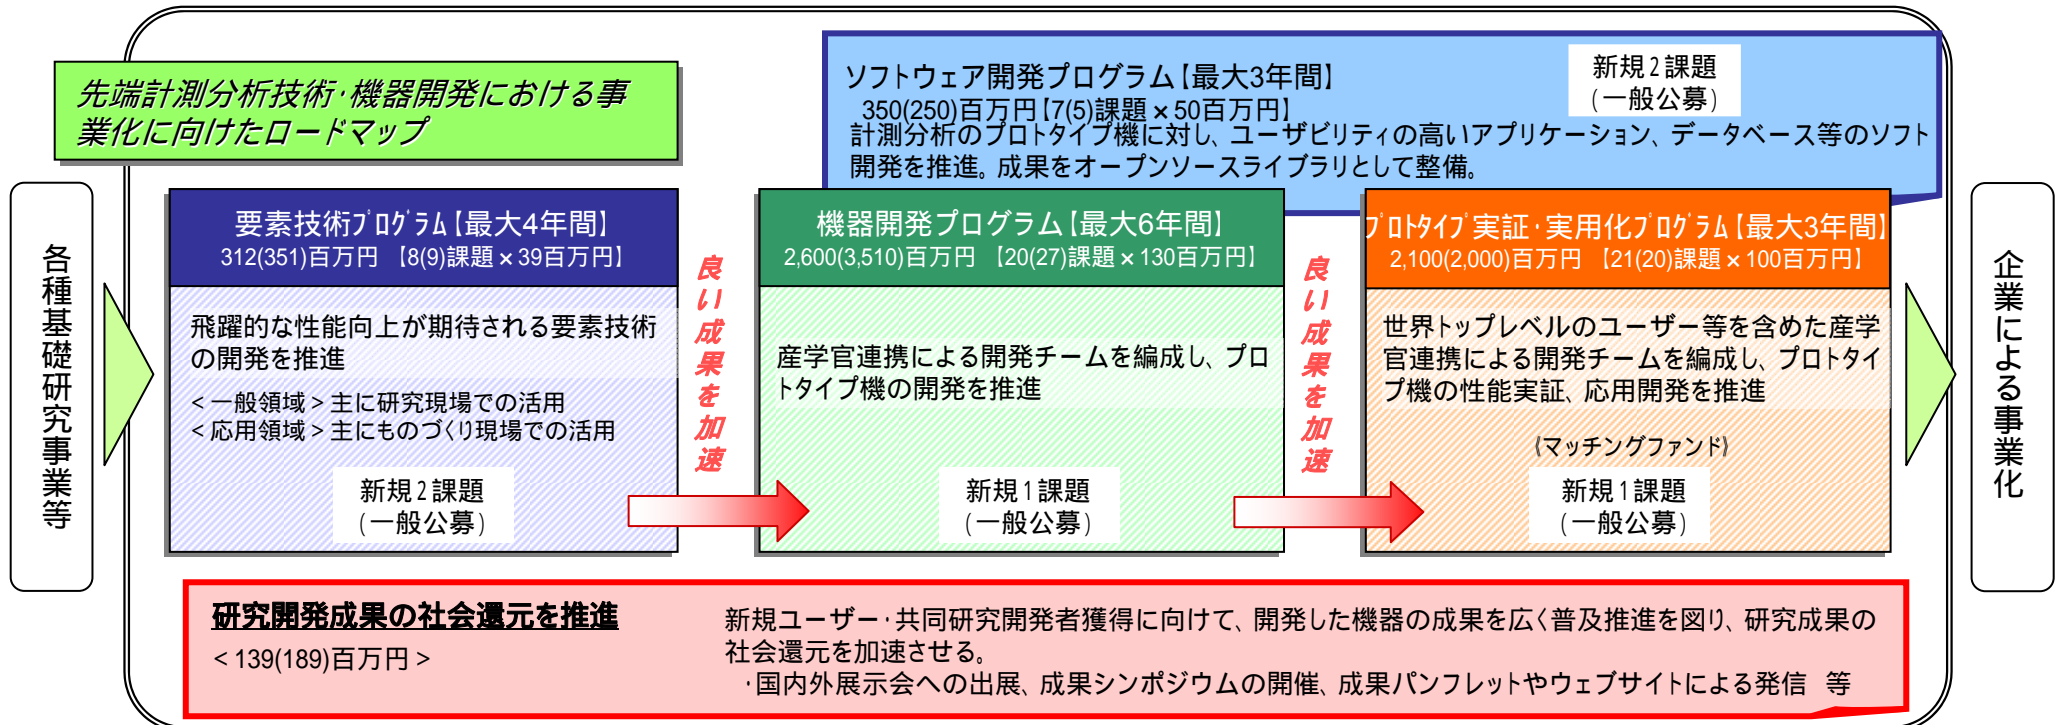 先端計測分析技術・機器開発における事
業化に向けたロードマップ
ソフトウェア開発プログラム【最大3年間】
350(250)百万円【7(5)課題×50百万円】
新規2課題
(一般公募)
計測分析のプロトタイプ機に対し、ユーザビリティの高いアプリケーション、データベース等のソフト
開発を推進。成果をオープンソースライブラリとして整備。
各種基礎研究事業等
要素技術プログラム【最大4年間】
312(351)百万円 【8(9)課題×39百万円】
飛躍的な性能向上が期待される要素技術
の開発を推進
<一般領域>主に研究現場での活用
<応用領域>主にものづくり現場での活用
新規2課題
(一般公募)
良い成果を加速
機器開発プログラム【最大6年間】
2,600(3,510)百万円 【20(27)課題×130百万円】
産学官連携による開発チームを編成し、プロ
トタイプ機の開発を推進
新規1課題
(一般公募)
良い成果を加速
プロトタイプ実証・実用化プログラム【最大3年間】
2,100(2,000)百万円 【21(20)課題×100百万円】
世界トップレベルのユーザー等を含めた産学
官連携による開発チームを編成し、プロトタイ
プ機の性能実証、応用開発を推進
《マッチングファンド》
新規1課題
(一般公募)
企業による事業化
研究開発成果の社会還元を推進
<139(189)百万円>
新規ユーザー・共同研究開発者獲得に向けて、開発した機器の成果を広く普及推進を図り、研究成果の
社会還元を加速させる。
・国内外展示会への出展、成果シンポジウムの開催、成果パンフレットやウェブサイトによる発信 等